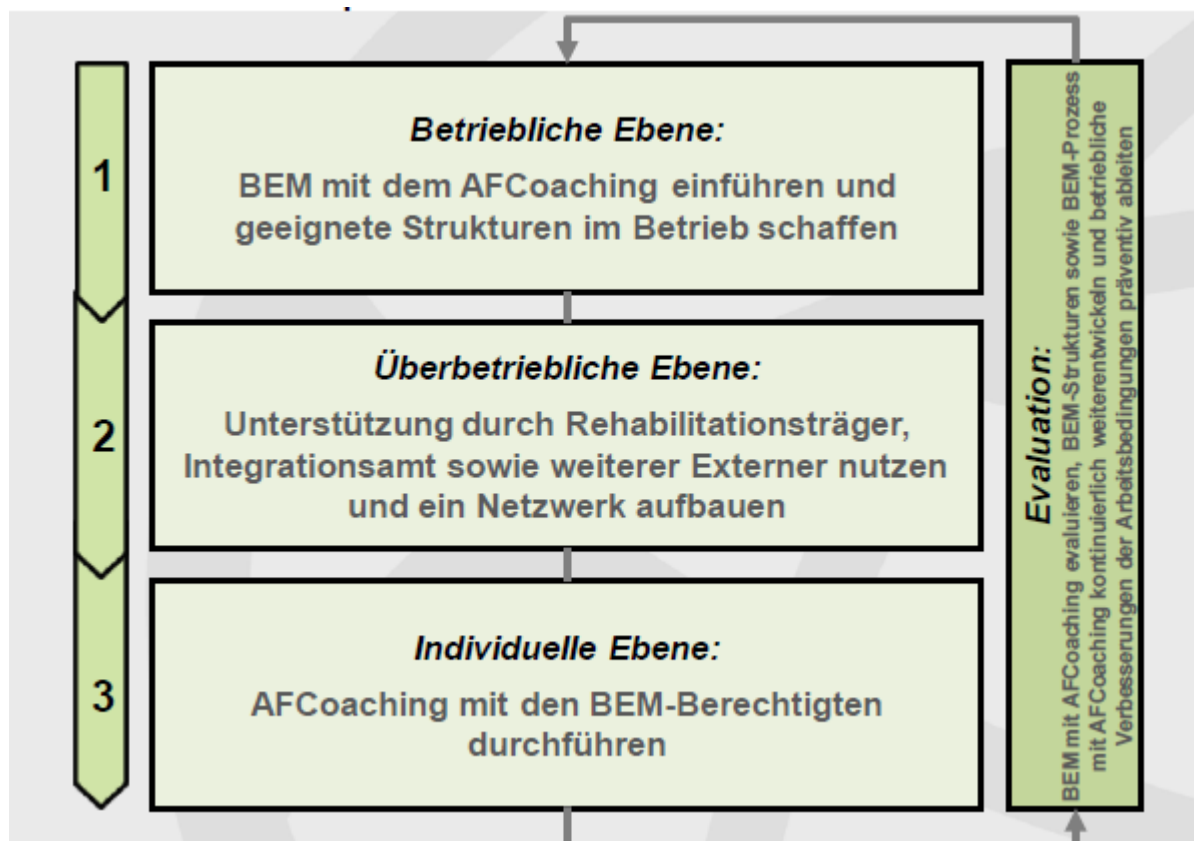 1
Betriebliche Ebene:
BEM mit dem AFCoaching einführen und
geeignete Strukturen im Betrieb schaffen
2
Überbetriebliche Ebene:
Unterstützung durch Rehabilitationsträger,
Integrationsamt sowie weiterer Externer nutzen
und ein Netzwerk aufbauen
3
Individuelle Ebene:
AFCoaching mit den BEM-Berechtigten
durchführen
Evaluation:
BEM mit AFCoaching evaluieren, BEM-Strukturen sowie BEM-Prozess
mit AFCoaching kontinuierlich weiterentwickeln und betriebliche
Verbesserungen der Arbeitsbedingungen präventiv ableiten